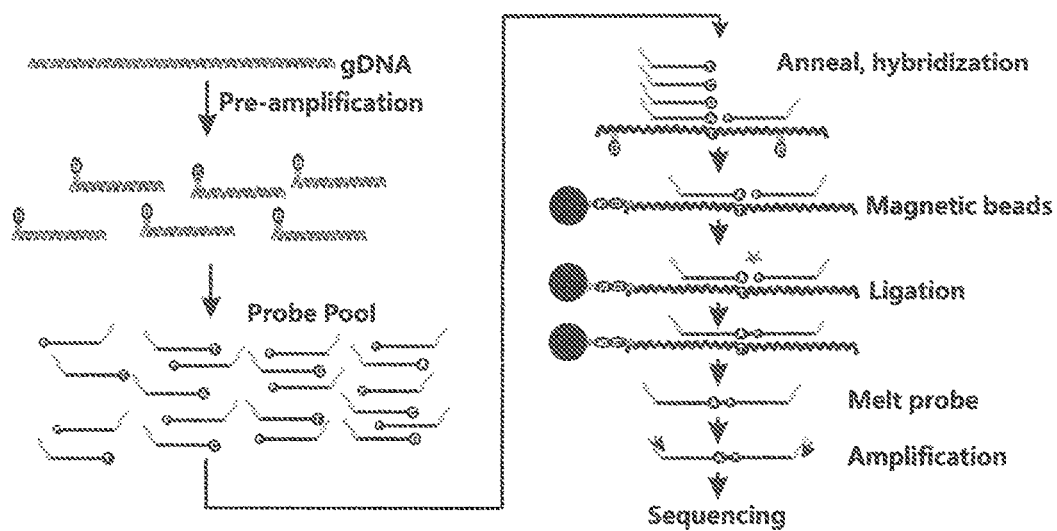 gDNA
Pre-amplification
Probe Pool
Anneal, hybridization
Magnetic beads
Ligation
Melt probe
Amplification
Sequencing